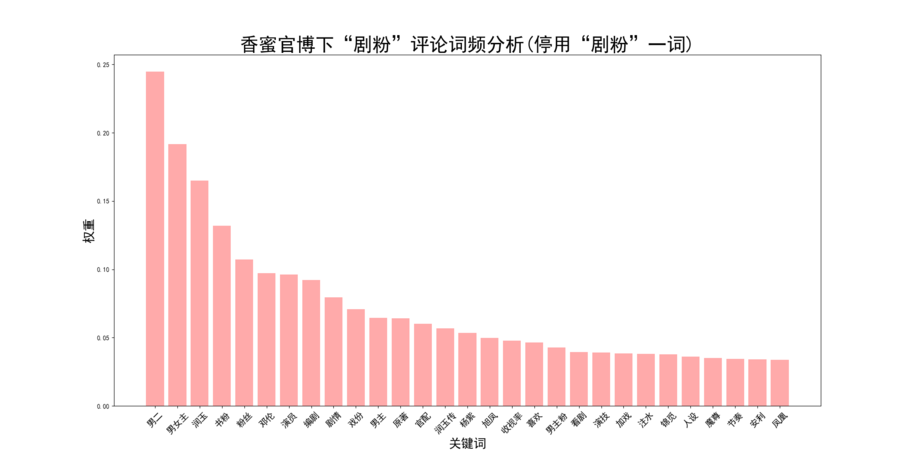 香蜜官博下“剧粉”评论词频分析(停用“剧粉”一词)
权重
0.25
0.20
0.15
0.10
0.05
0.00
男二
男女主
润玉
书粉
粉丝
邓伦
演员
编剧
剧情
戏份
男主
原著
官配
润玉传
杨紫
旭凤
收视率
喜欢
男主粉
看剧
演技
加戏
注水
锦觅
人设
魔尊
节奏
安利
凤凰
关键词